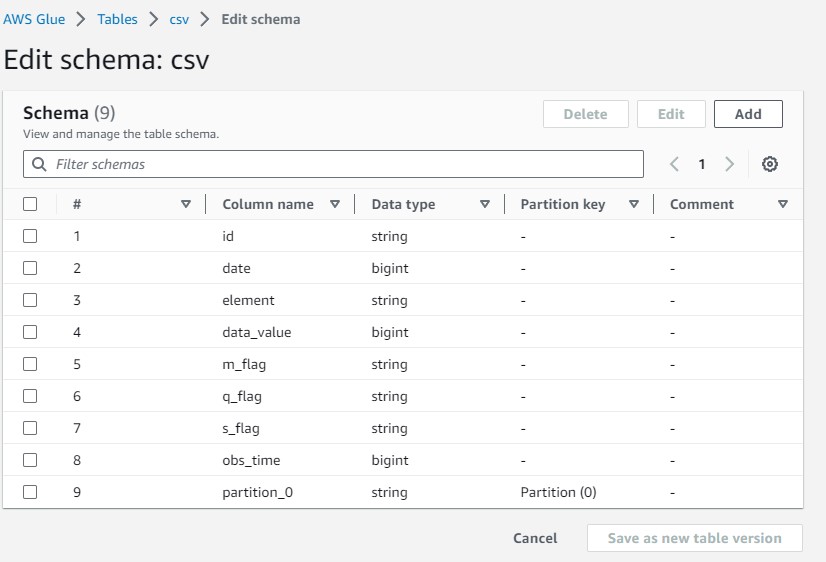 AWS Glue > Tables > csv > Edit schema
Edit schema: csv
Schema (9)
View and manage the table schema.
Delete Edit Add
Filter schemas
1
# Column name Data type Partition key Comment
1 id string - -
2 date bigint - -
3 element string - -
4 data_value bigint - -
5 m_flag string - -
6 q_flag string - -
7 s_flag string - -
8 obs_time bigint - -
9 partition_0 string Partition (0) -
Cancel Save as new table version